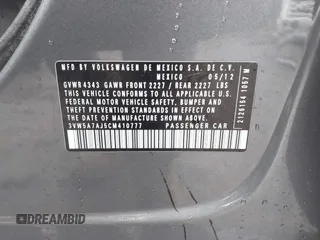 MFD BY VOLKSWAGEN DE MEXICO S.A. DE C.V.
MEXICO 05/12
GVWR 4343 GAWR FRONT 2227 / REAR 2227 LBS
THIS VEHICLE CONFORMS TO ALL APPLICABLE U.S.
FEDERAL MOTOR VEHICLE SAFETY, BUMPER AND
THEFT PREVENTION STANDARDS IN EFFECT ON
THE DATE OF MANUFACTURE SHOWN ABOVE
3VW5A7AJ5CM410777 PASSENGER CAR
2126154 1067 M
DREAMBID